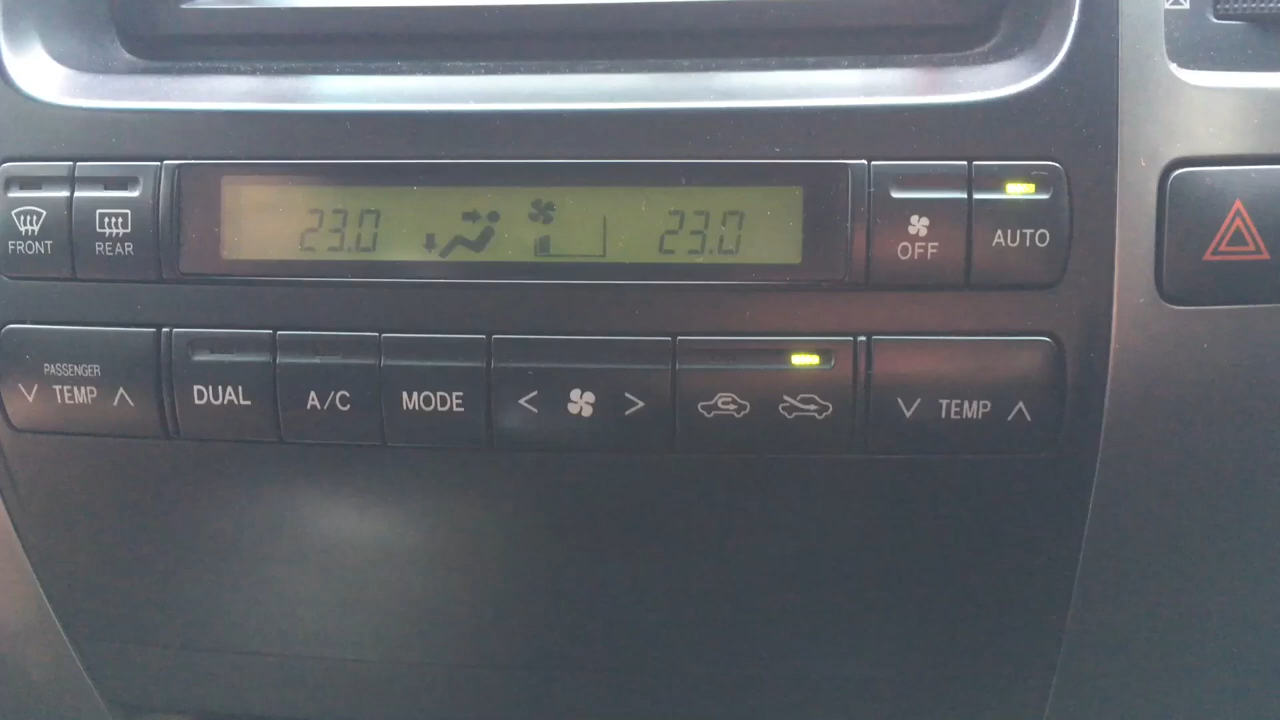 23.0 23.0
FRONT
REAR
OFF
AUTO
PASSENGER
TEMP
DUAL
A/C
MODE
TEMP